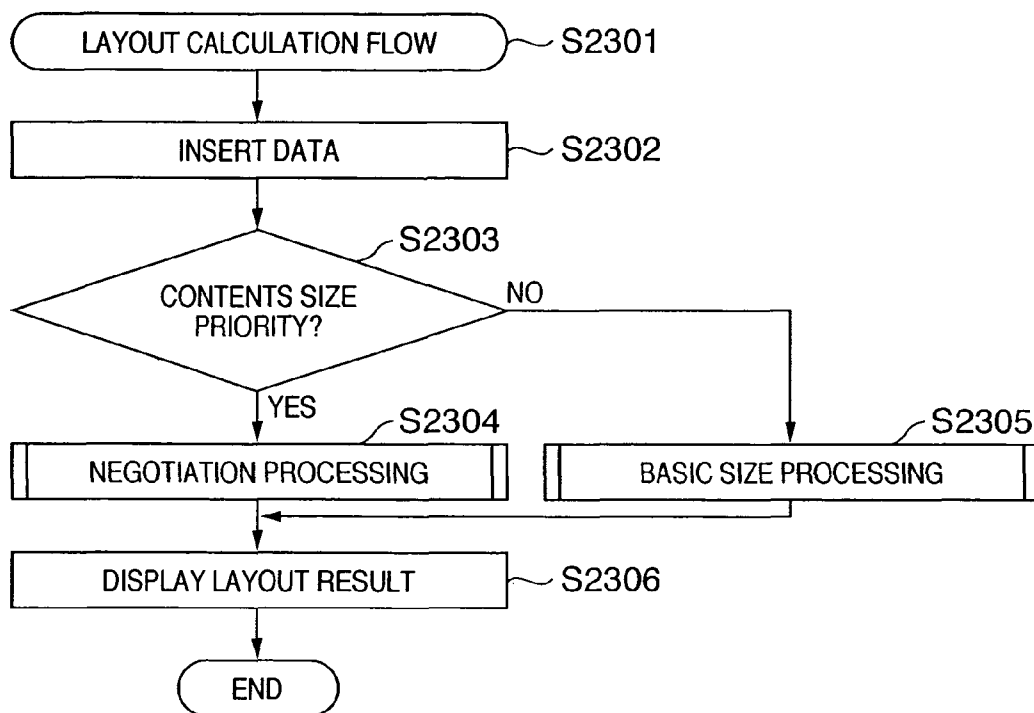 LAYOUT CALCULATION FLOW
S2301
INSERT DATA
S2302
S2303
CONTENTS SIZE
PRIORITY?
NO
YES
S2304
NEGOTIATION PROCESSING
S2305
BASIC SIZE PROCESSING
DISPLAY LAYOUT RESULT
S2306
END